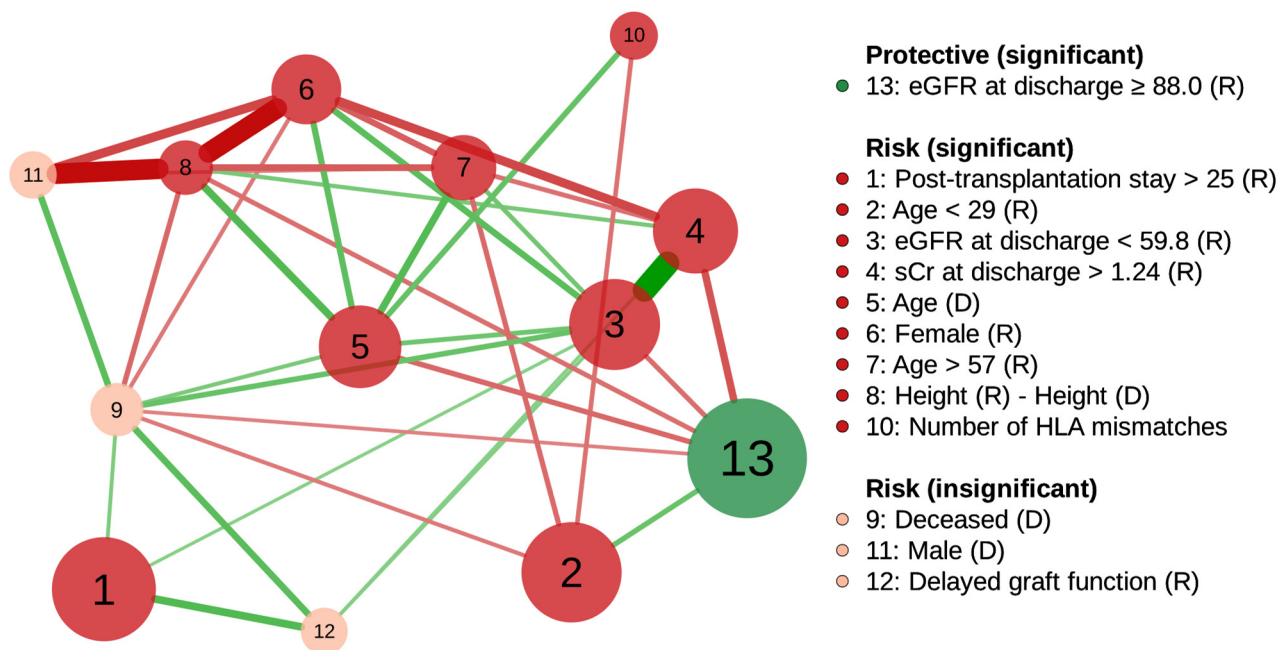 10
6
11
8
7
4
3
5
9
13
1
2
12
Protective (significant)
13: eGFR at discharge ≥ 88.0 (R)
Risk (significant)
1: Post-transplantation stay > 25 (R)
2: Age < 29 (R)
3: eGFR at discharge < 59.8 (R)
4: sCr at discharge > 1.24 (R)
5: Age (D)
6: Female (R)
7: Age > 57 (R)
8: Height (R) - Height (D)
10: Number of HLA mismatches
Risk (insignificant)
9: Deceased (D)
11: Male (D)
12: Delayed graft function (R)